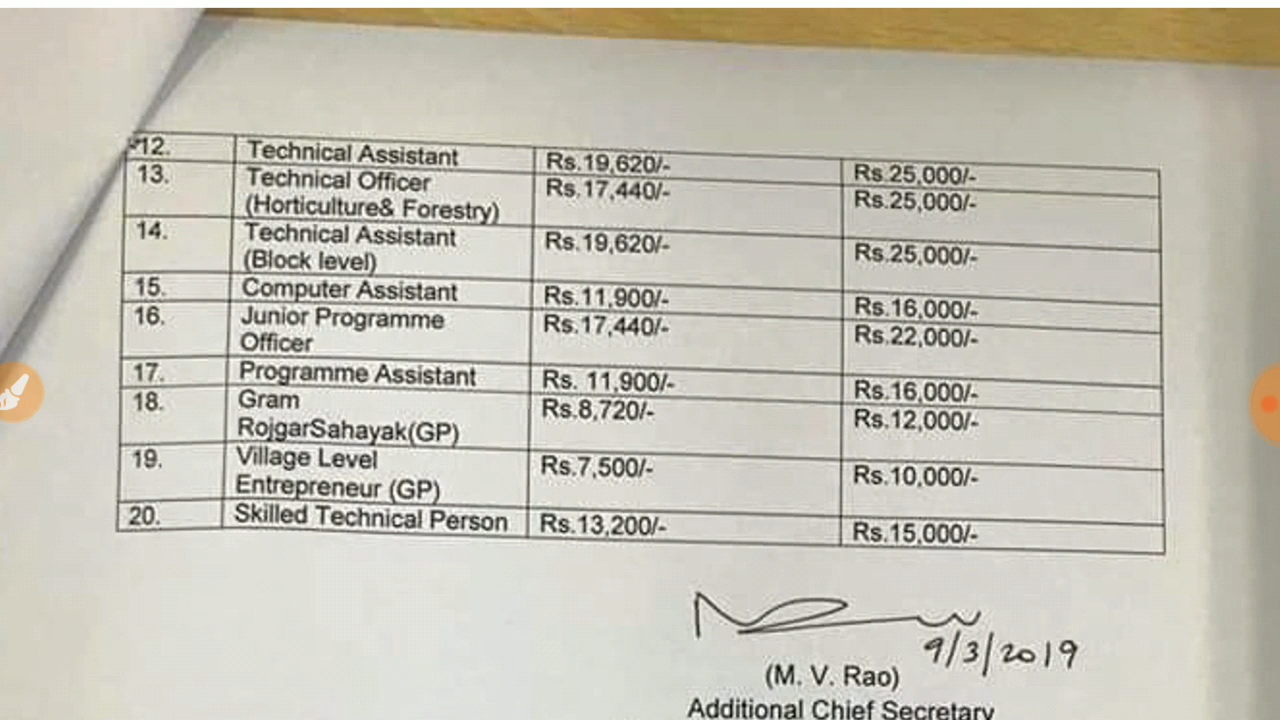 12. Technical Assistant Rs.19,620/- Rs.25,000/-
13. Technical Officer Rs.17,440/- Rs.25,000/-
(Horticulture& Forestry)
14. Technical Assistant Rs.19,620/- Rs.25,000/-
(Block level)
15. Computer Assistant Rs.11,900/- Rs.16,000/-
16. Junior Programme Rs.17,440/- Rs.22,000/-
Officer
17. Programme Assistant Rs. 11,900/- Rs.16,000/-
18. Gram Rs.8,720/- Rs.12,000/-
RojgarSahayak(GP)
19. Village Level Rs.7,500/- Rs.10,000/-
Entrepreneur (GP)
20. Skilled Technical Person Rs.13,200/- Rs.15,000/-
9/3/2019
(M. V. Rao)
Additional Chief Secretary